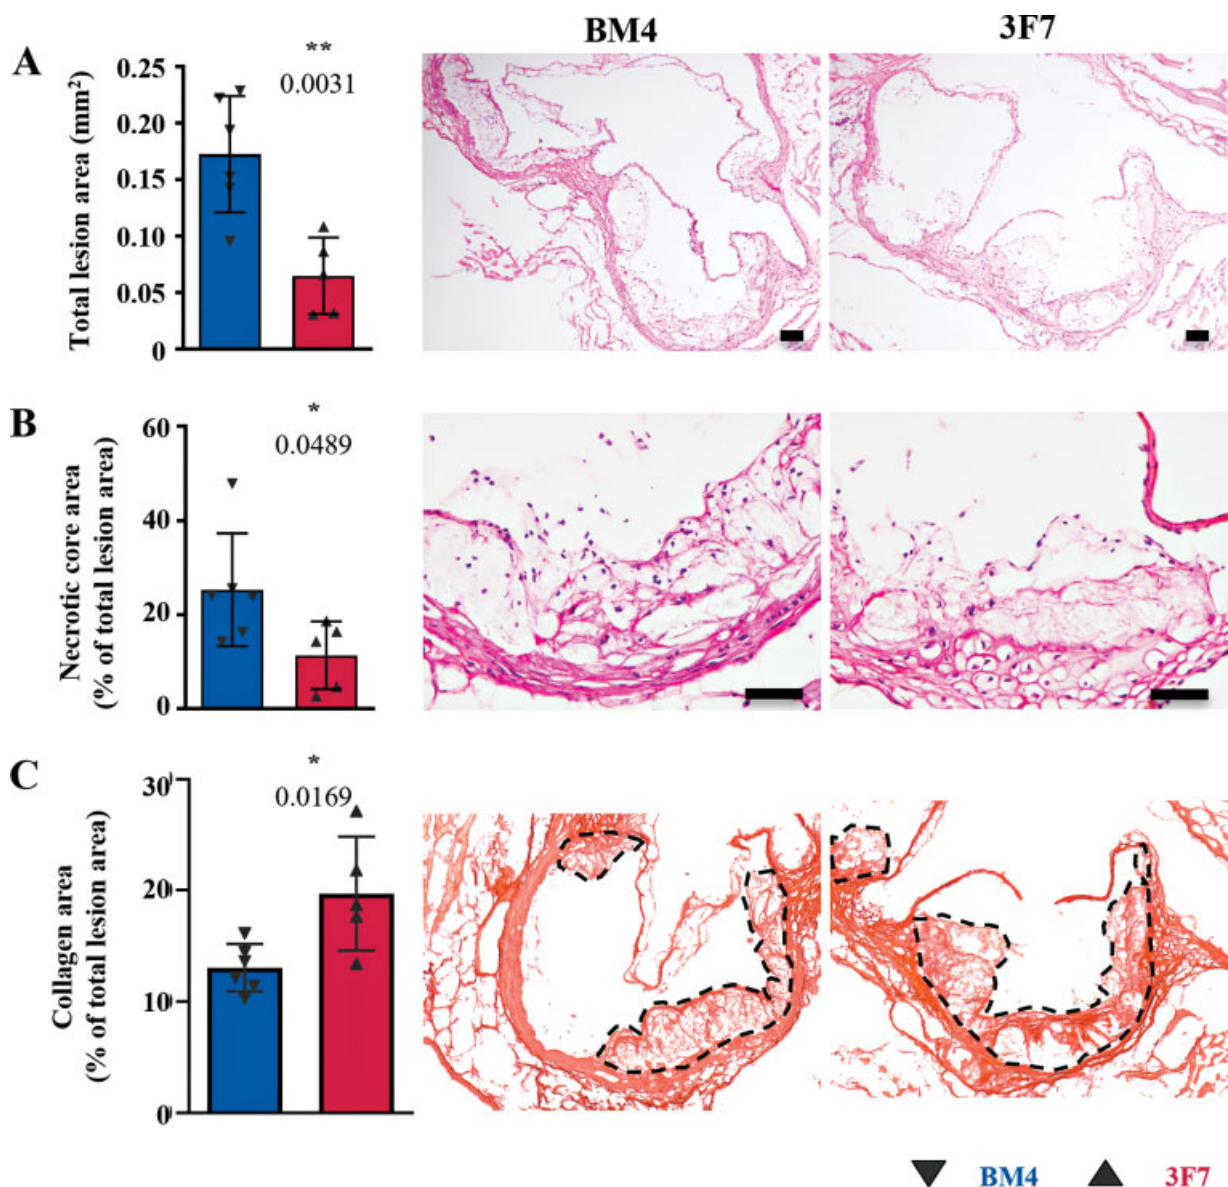 BM4
3F7
A
**
0.0031
Total lesion area (mm²)
0.25
0.20
0.15
0.10
0.05
0
B
*
0.0489
Necrotic core area
(% of total lesion area)
60
40
20
0
C
*
0.0169
Collagen area
(% of total lesion area)
30
20
10
0
BM4
3F7